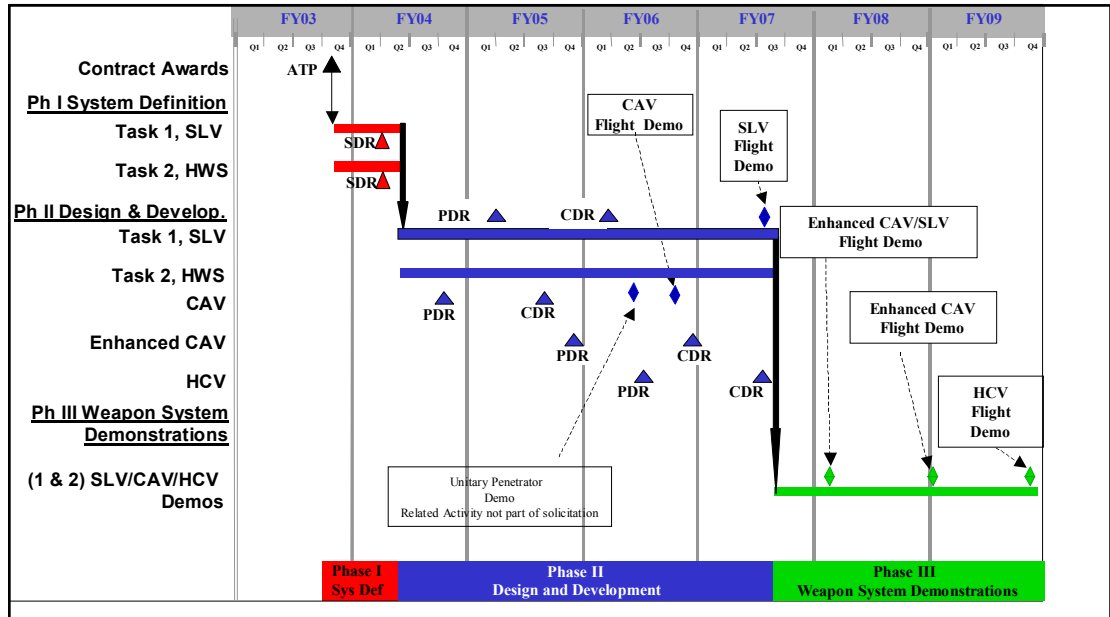 FY03 FY04 FY05 FY06 FY07 FY08 FY09
Q1 Q2 Q3 Q4 Q1 Q2 Q3 Q4 Q1 Q2 Q3 Q4 Q1 Q2 Q3 Q4 Q1 Q2 Q3 Q4 Q1 Q2 Q3 Q4 Q1 Q2 Q3 Q4
Contract Awards
ATP
Ph I System Definition
CAV
Flight Demo
Task 1, SLV
SDR
SLV
Flight
Demo
Task 2, HWS
SDR
Ph II Design & Develop.
PDR CDR
Task 1, SLV
Enhanced CAV/SLV
Flight Demo
Task 2, HWS
CAV
PDR CDR
Enhanced CAV
Flight Demo
Enhanced CAV
PDR CDR
HCV
PDR CDR
HCV
Flight
Demo
Ph III Weapon System
Demonstrations
(1 & 2) SLV/CAV/HCV
Demos
Unitary Penetrator
Demo
Related Activity not part of solicitation
Phase I
Sys Def
Phase II
Design and Development
Phase III
Weapon System Demonstrations